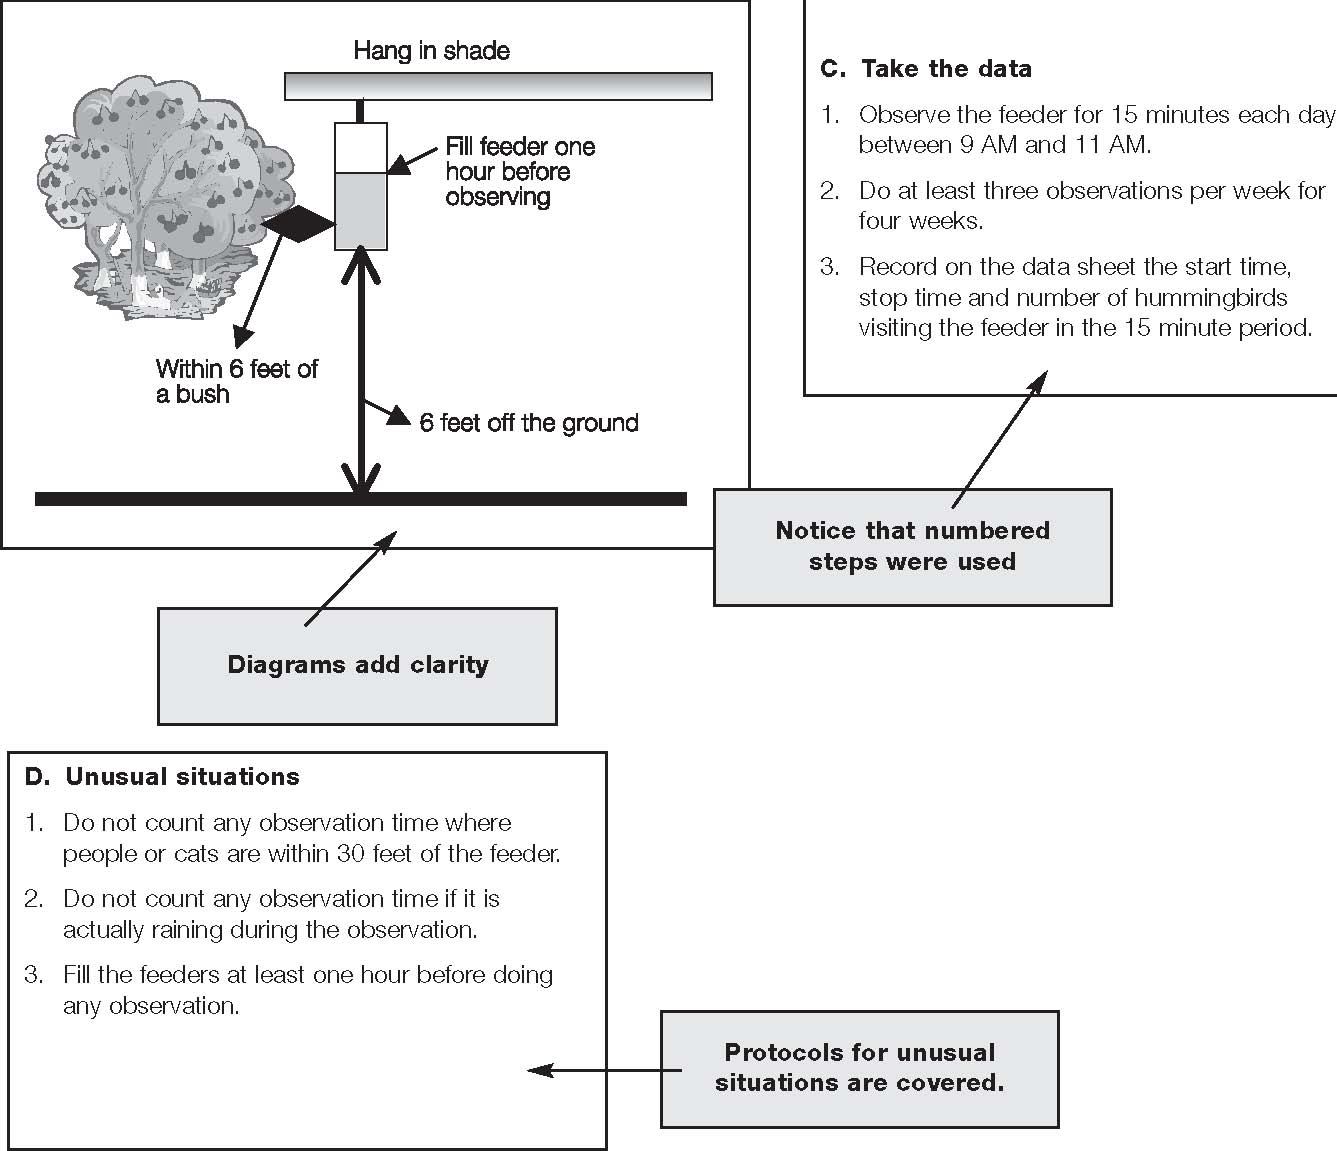 Hang in shade
Fill feeder one
hour before
observing
Within 6 feet of
a bush
6 feet off the ground
C. Take the data
1. Observe the feeder for 15 minutes each day
between 9 AM and 11 AM.
2. Do at least three observations per week for
four weeks.
3. Record on the data sheet the start time,
stop time and number of hummingbirds
visiting the feeder in the 15 minute period.
Notice that numbered
steps were used
Diagrams add clarity
D. Unusual situations
1. Do not count any observation time where
people or cats are within 30 feet of the feeder.
2. Do not count any observation time if it is
actually raining during the observation.
3. Fill the feeders at least one hour before doing
any observation.
Protocols for unusual
situations are covered.